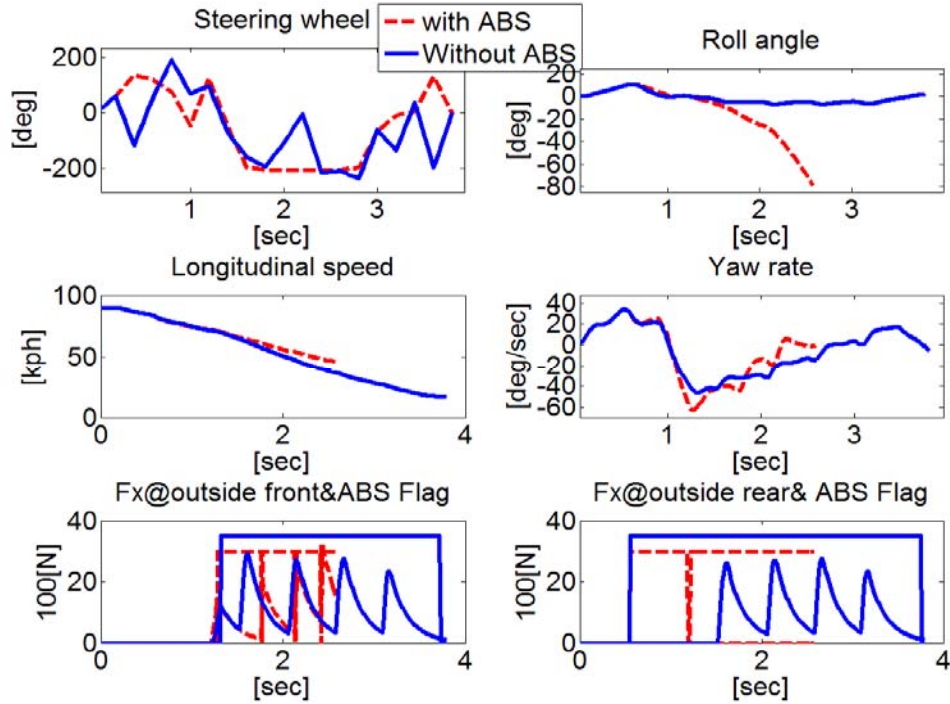 Steering wheel
with ABS
Without ABS
Roll angle
[deg]
200
0
-200
1
2
3
[sec]
[deg]
20
0
-20
-40
-60
-80
1
2
3
[sec]
Longitudinal speed
[kph]
100
50
0
0
2
4
[sec]
Yaw rate
[deg/sec]
40
20
0
-20
-40
-60
1
2
3
[sec]
Fx@outside front&ABS Flag
100[N]
40
20
0
0
2
4
[sec]
Fx@outside rear& ABS Flag
100[N]
40
20
0
0
2
4
[sec]